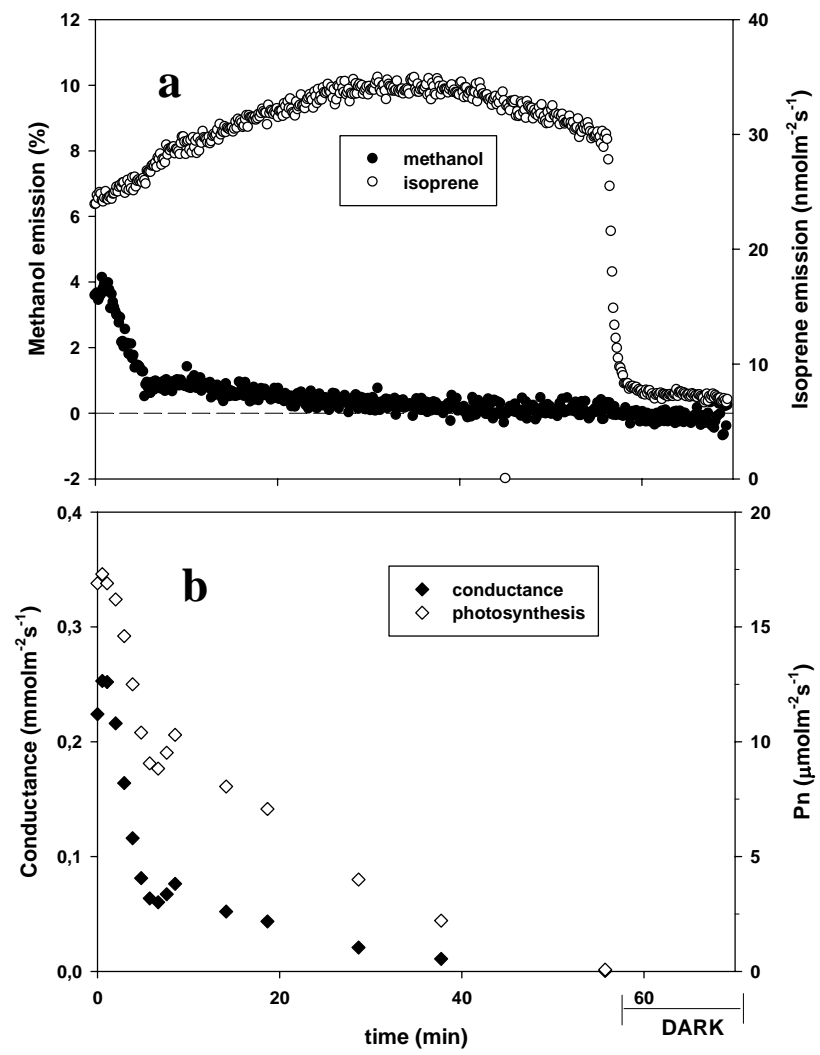 12
10
8
6
4
2
0
-2
Methanol emission (%)
a
methanol
isoprene
40
30
20
10
0
Isoprene emission (nmolm⁻²s⁻¹)
0,4
0,3
0,2
0,1
0,0
Conductance (mmolm⁻²s⁻¹)
b
conductance
photosynthesis
20
15
10
5
0
Pn (μmolm⁻²s⁻¹)
0 20 40 60
DARK
time (min)